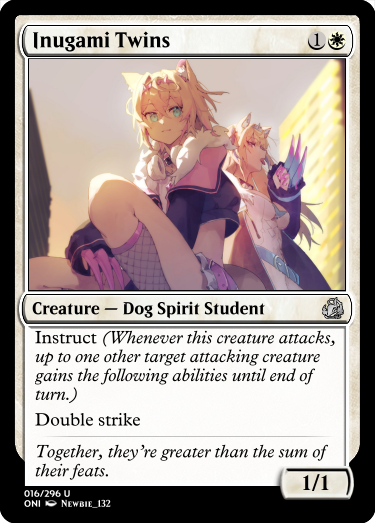 Inugami Twins 1
Creature — Dog Spirit Student
Instruct (Whenever this creature attacks,
up to one other target attacking creature
gains the following abilities until end of
turn.)
Double strike
Together, they're greater than the sum of
their feats.
1/1
016/296 U
ONI Newbie_132